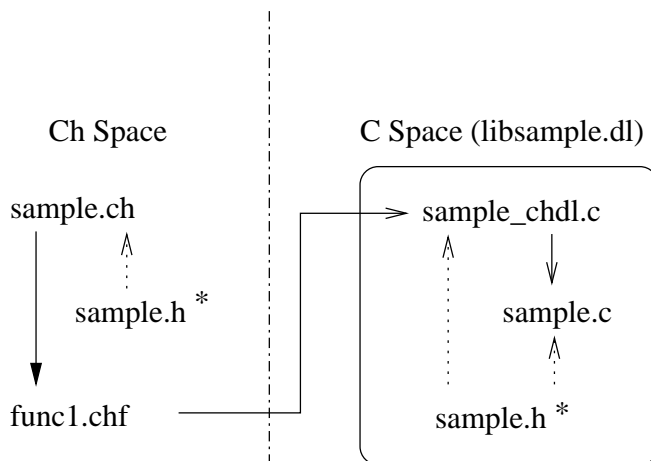 Ch Space
sample.ch
sample.h *
func1.chf
C Space (libsample.dl)
sample_chdl.c
sample.c
sample.h *